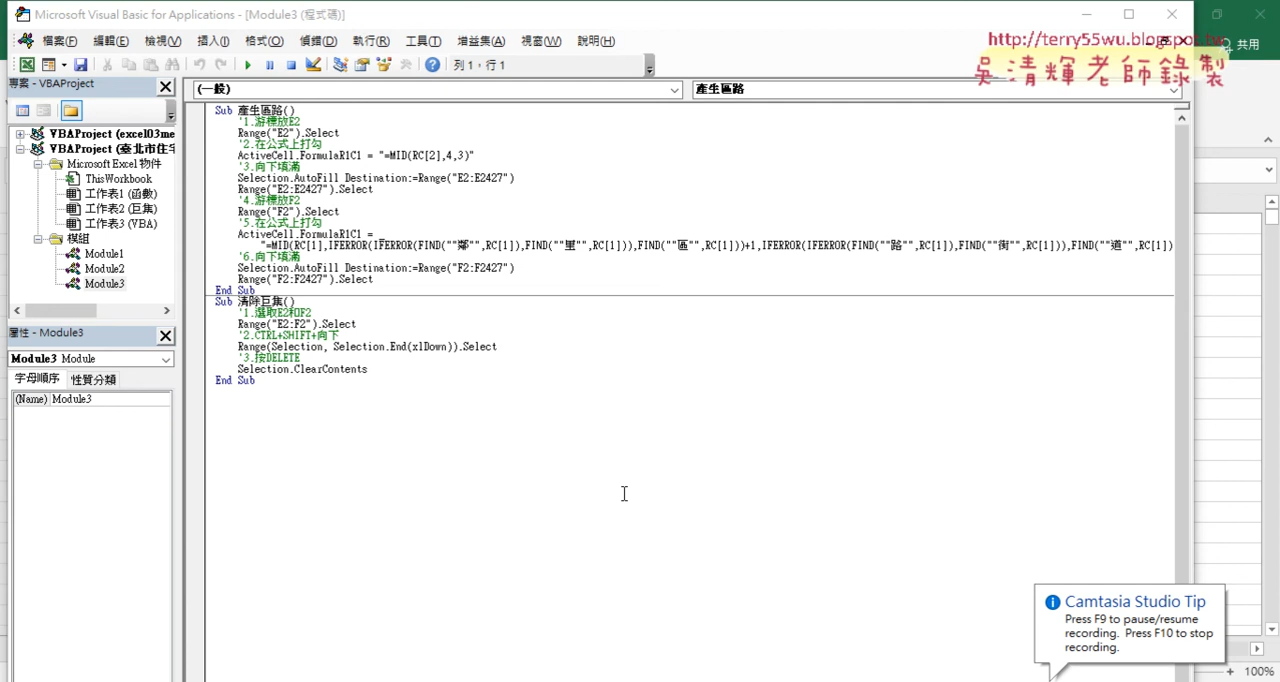 Microsoft Visual Basic for Applications - [Module3 (程式碼)]
http://terry55wu.blogspot.tw
吳清輝老師錄製
共用
檔案(F) 編輯(E) 檢視(V) 插入(I) 格式(O) 偵錯(D) 執行(R) 工具(T) 增益集(A) 視窗(W) 說明(H)
列 1，行 1
專案 - VBAProject
(一般)
產生區路
VBAProject (excel03me
VBAProject (臺北市住宅
Microsoft Excel 物件
ThisWorkbook
工作表1 (函數)
工作表2 (巨集)
工作表3 (VBA)
模組
Module1
Module2
Module3
屬性 - Module3
Module3 Module
字母順序 性質分類
(Name) Module3
Sub 產生區路()
'1.游標放E2
Range("E2").Select
'2.在公式上打勾
ActiveCell.FormulaR1C1 = "=MID(RC[2],4,3)"
'3.向下填滿
Selection.AutoFill Destination:=Range("E2:E2427")
Range("E2:E2427").Select
'4.游標放F2
Range("F2").Select
'5.在公式上打勾
ActiveCell.FormulaR1C1 = _
"=MID(RC[1],IFERROR(IFERROR(FIND(""鄰"",RC[1]),FIND(""里"",RC[1])),FIND(""區"",RC[1]))+1,IFERROR(IFERROR(FIND(""路"",RC[1]),FIND(""街"",RC[1])),FIND(""道"",RC[1])
'6.向下填滿
Selection.AutoFill Destination:=Range("F2:F2427")
Range("F2:F2427").Select
End Sub
Sub 清除巨集()
'1.選取E2和F2
Range("E2:F2").Select
'2.CTRL+SHIFT+向下
Range(Selection, Selection.End(xlDown)).Select
'3.按DELETE
Selection.ClearContents
End Sub
Camtasia Studio Tip
Press F9 to pause/resume
recording. Press F10 to stop
recording.
100%